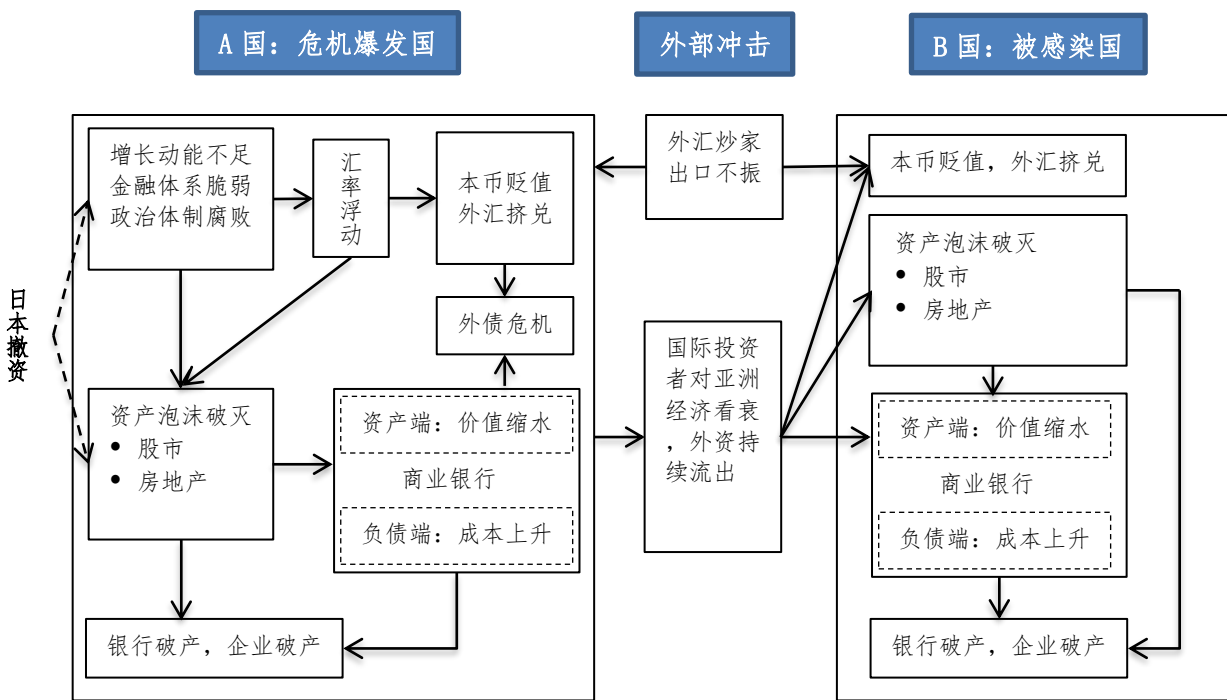 A国：危机爆发国
外部冲击
B国：被感染国
日本撤资
增长动能不足
金融体系脆弱
政治体制腐败
汇率浮动
本币贬值
外汇挤兑
外债危机
资产泡沫破灭
• 股市
• 房地产
资产端：价值缩水
商业银行
负债端：成本上升
银行破产，企业破产
外汇炒家
出口不振
国际投资
者对亚洲
经济看衰
，外资持
续流出
本币贬值，外汇挤兑
资产泡沫破灭
• 股市
• 房地产
资产端：价值缩水
商业银行
负债端：成本上升
银行破产，企业破产